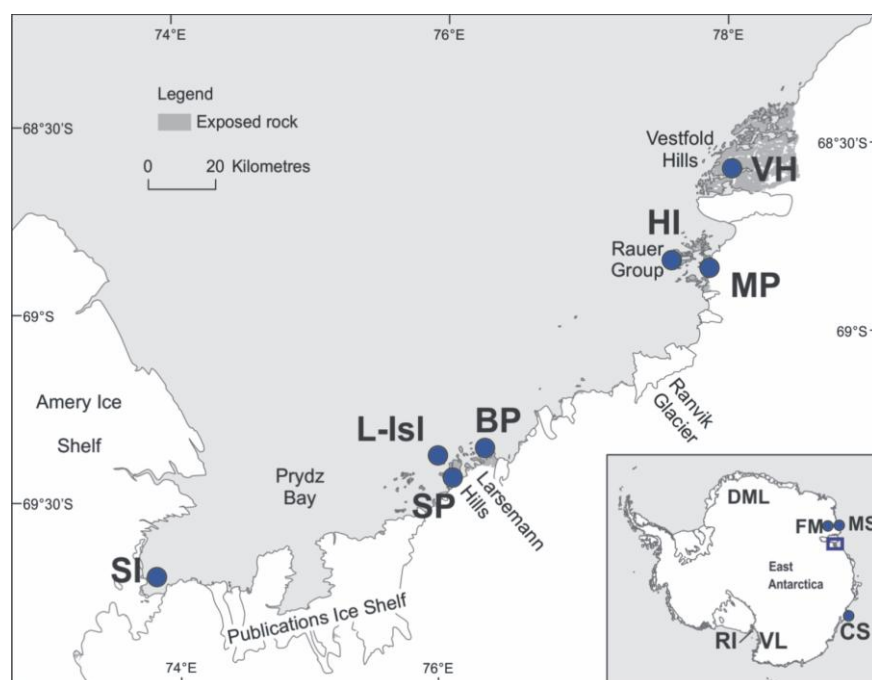 74°E
76°E
78°E
Legend
Exposed rock
0 20 Kilometres
68°30'S
68°30'S
Vestfold
Hills
VH
HI
Rauer
Group
MP
69°S
69°S
Amery Ice
Shelf
Ranvik
Glacier
L-Isl
BP
Prydz
Bay
SP
Larsemann
Hills
69°30'S
SI
Publications Ice Shelf
74°E
76°E
DML
FM
MS
East
Antarctica
CS
RI
VL